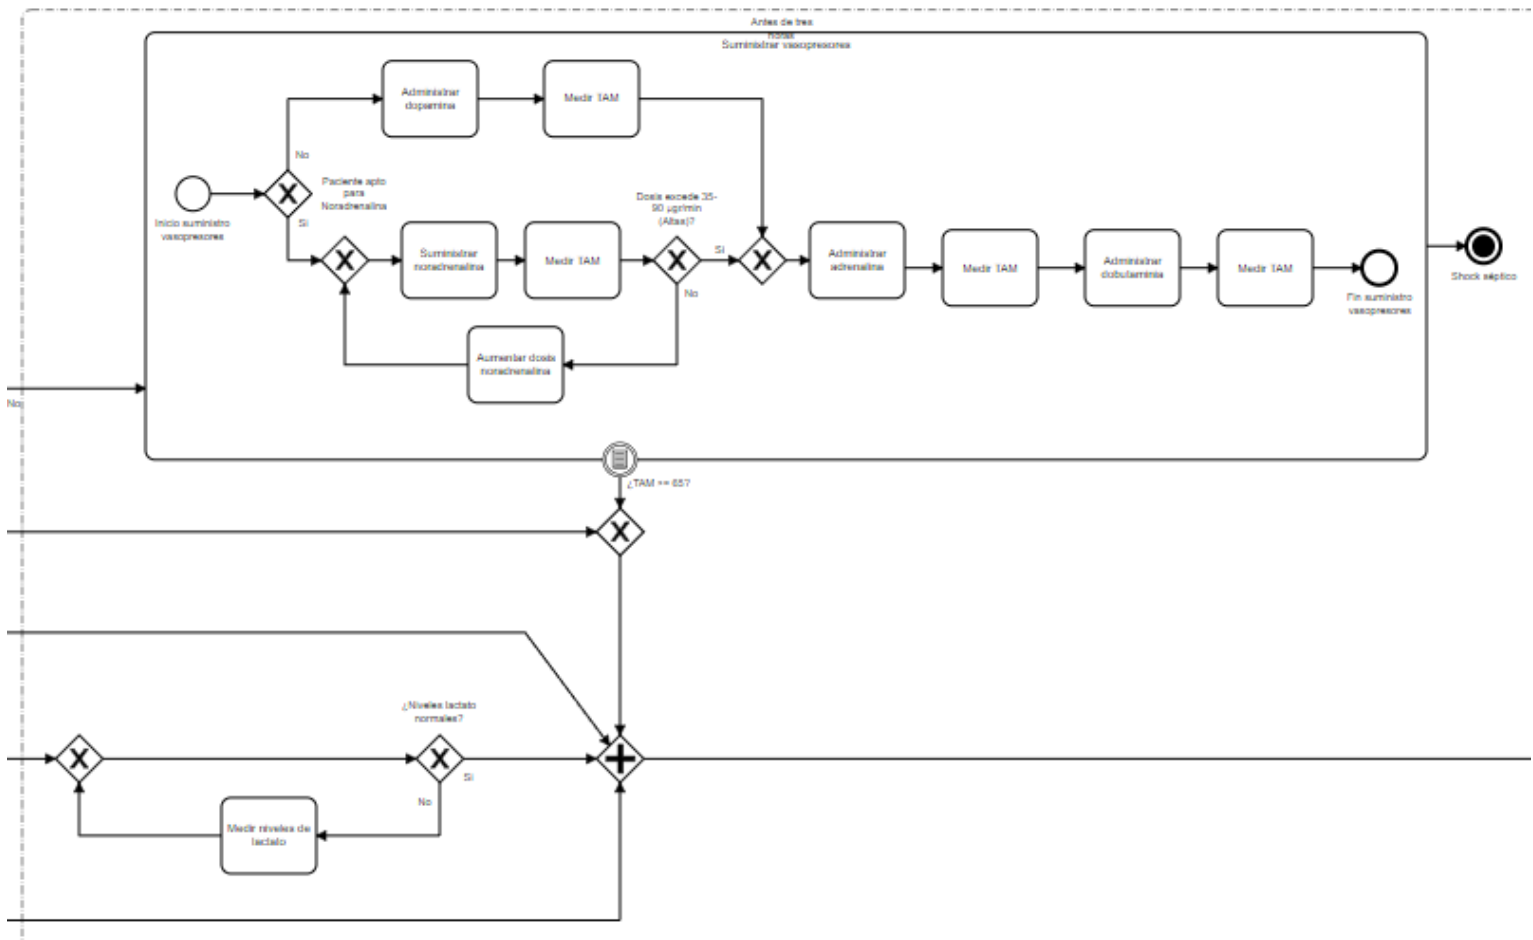 Antes de tres
horas
Suministrar vasopresores
Administrar
dopamina
Medir TAM
No
Paciente apto
para
Noradrenalina
Si
Inicio suministro
vasopresores
Dosis excede 35-
90 µgr/min
(Altas)?
Suministrar
noradrenalina
Medir TAM
Si
No
Administrar
adrenalina
Medir TAM
Administrar
dobutaminia
Medir TAM
Fin suministro
vasopresores
Shock séptico
Aumentar dosis
noradrenalina
No
¿TAM >= 65?
¿Niveles lactato
normales?
Si
No
Medir niveles de
lactato